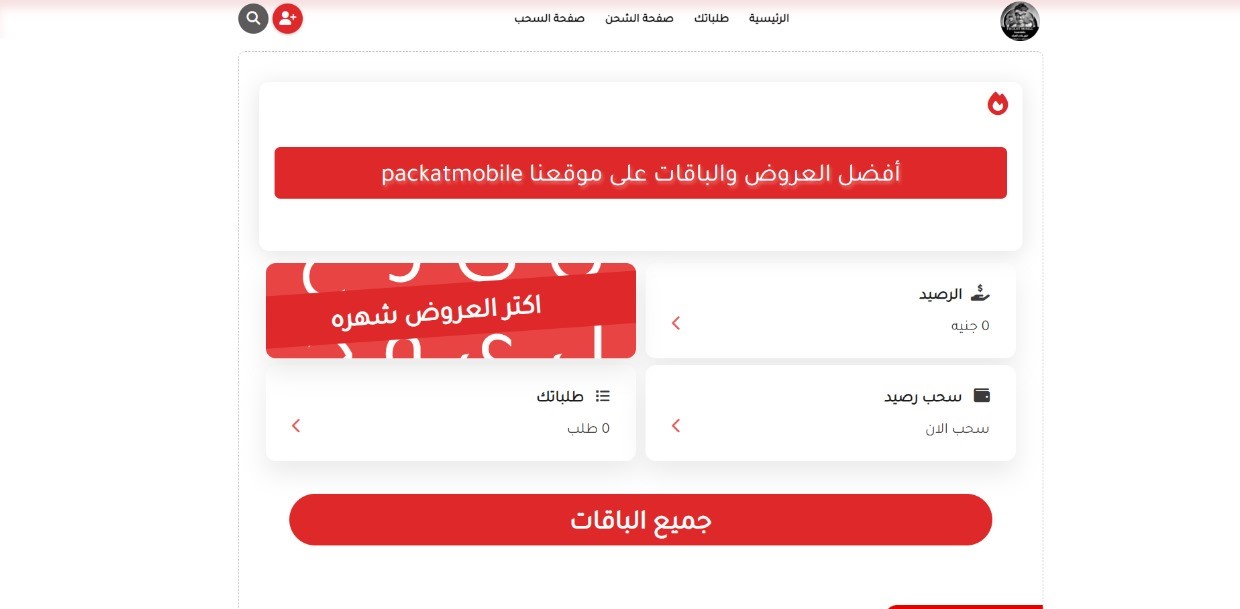 الرئيسية
طلباتك
صفحة الشحن
صفحة السحب
أفضل العروض والباقات على موقعنا packatmobile
الرصيد
0 جنيه
اكتر العروض شهره
سحب رصيد
سحب الان
طلباتك
0 طلب
جميع الباقات